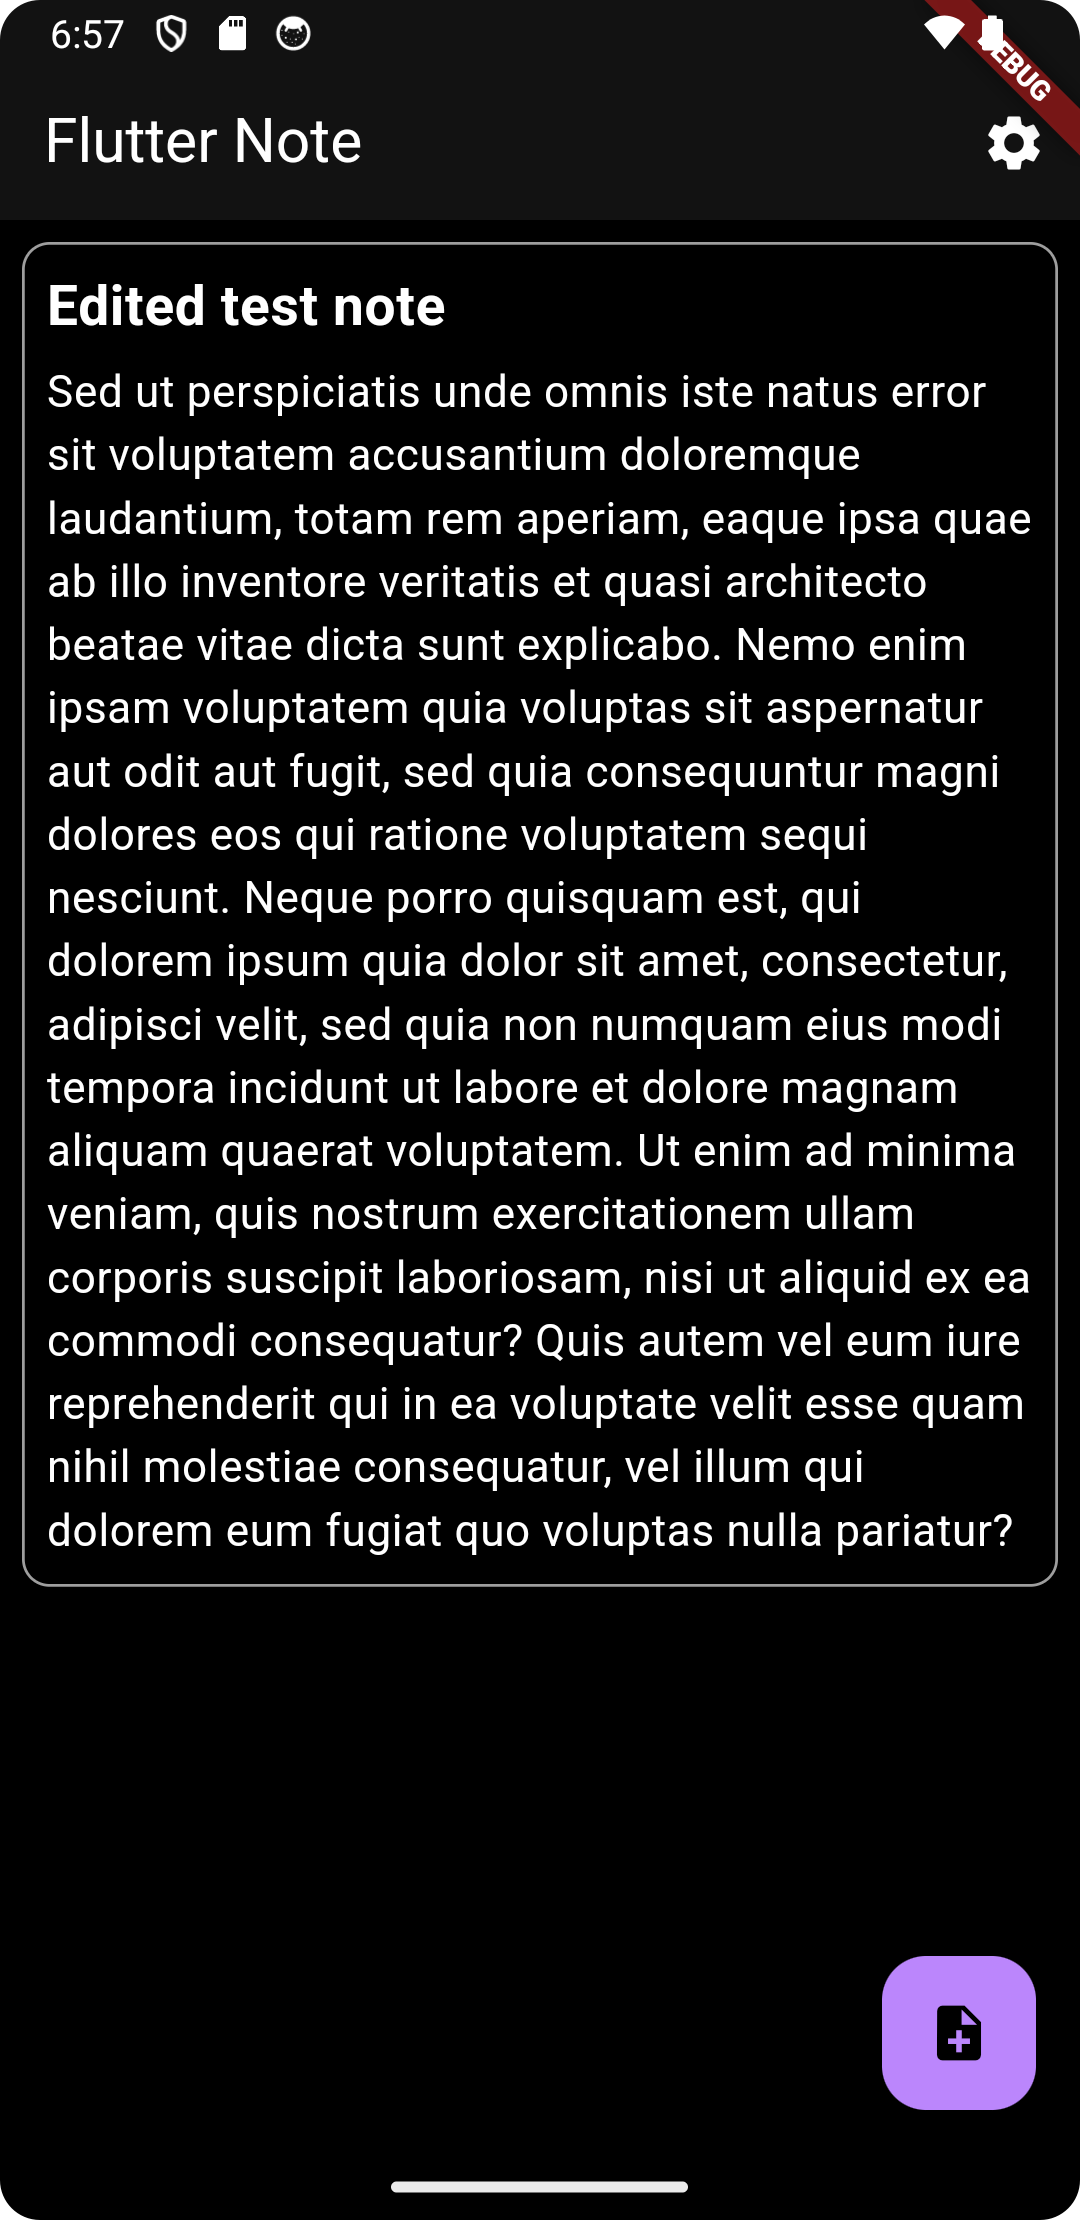 6:57
DEBUG
Flutter Note
Edited test note
Sed ut perspiciatis unde omnis iste natus error
sit voluptatem accusantium doloremque
laudantium, totam rem aperiam, eaque ipsa quae
ab illo inventore veritatis et quasi architecto
beatae vitae dicta sunt explicabo. Nemo enim
ipsam voluptatem quia voluptas sit aspernatur
aut odit aut fugit, sed quia consequuntur magni
dolores eos qui ratione voluptatem sequi
nesciunt. Neque porro quisquam est, qui
dolorem ipsum quia dolor sit amet, consectetur,
adipisci velit, sed quia non numquam eius modi
tempora incidunt ut labore et dolore magnam
aliquam quaerat voluptatem. Ut enim ad minima
veniam, quis nostrum exercitationem ullam
corporis suscipit laboriosam, nisi ut aliquid ex ea
commodi consequatur? Quis autem vel eum iure
reprehenderit qui in ea voluptate velit esse quam
nihil molestiae consequatur, vel illum qui
dolorem eum fugiat quo voluptas nulla pariatur?